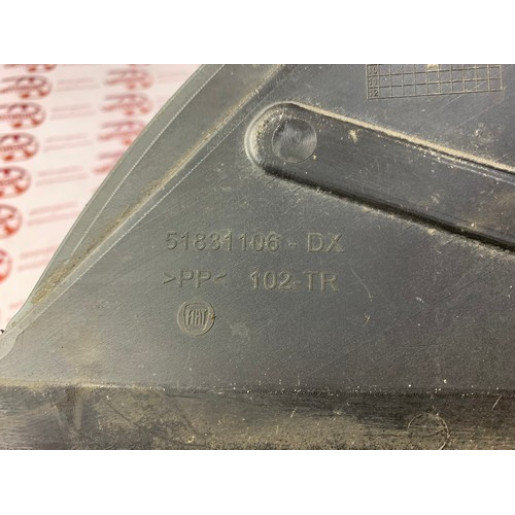 51831106 - DX
>PP< 102-TR
FIAT